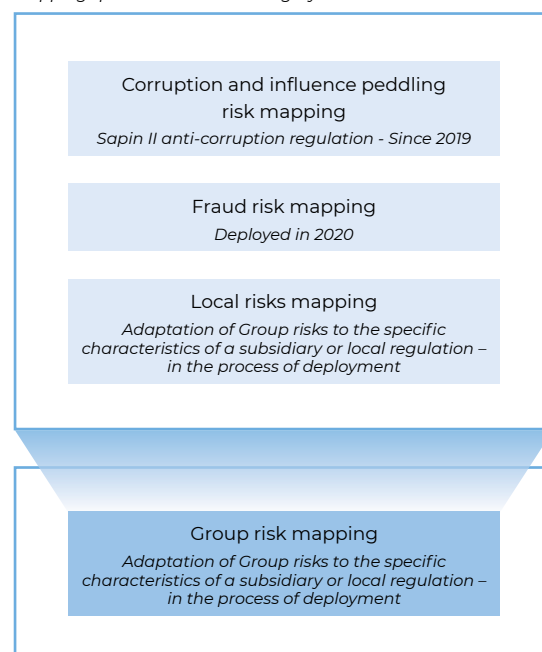 Corruption and influence peddling
risk mapping
Sapin II anti-corruption regulation - Since 2019
Fraud risk mapping
Deployed in 2020
Local risks mapping
Adaptation of Group risks to the specific
characteristics of a subsidiary or local regulation –
in the process of deployment
Group risk mapping
Adaptation of Group risks to the specific
characteristics of a subsidiary or local regulation –
in the process of deployment